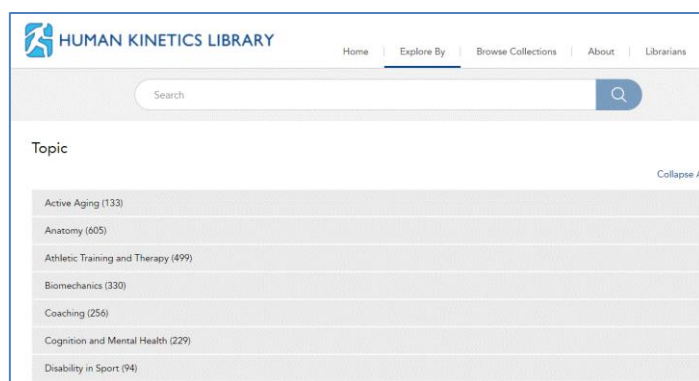 HUMAN KINETICS LIBRARY
Home Explore By Browse Collections About Librarians
Search
Topic
Collapse A
Active Aging (133)
Anatomy (605)
Athletic Training and Therapy (499)
Biomechanics (330)
Coaching (256)
Cognition and Mental Health (229)
Disability in Sport (94)